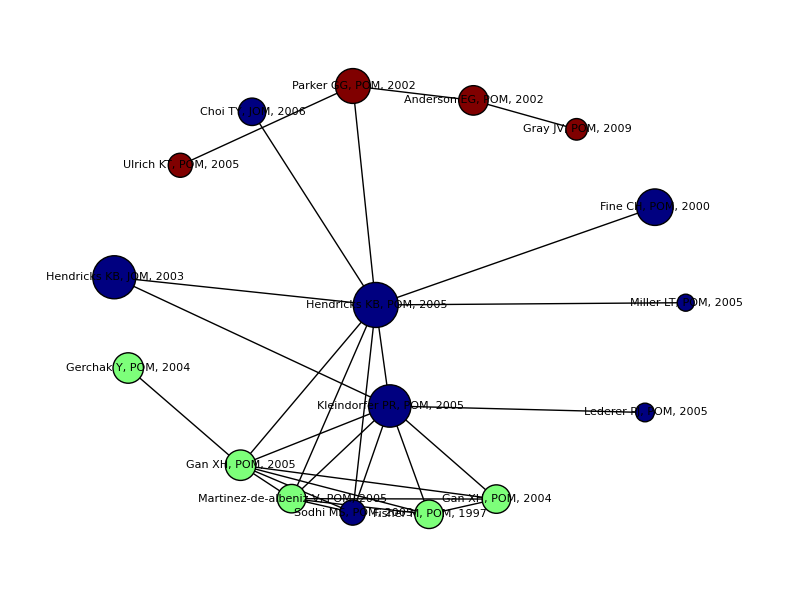 Parker GG, POM, 2002
Anderson EG, POM, 2002
Choi TY, JOM, 2006
Gray JV, POM, 2009
Ulrich KT, POM, 2005
Fine CH, POM, 2000
Hendricks KB, JOM, 2003
Miller LT, POM, 2005
Hendricks KB, POM, 2005
Gerchak Y, POM, 2004
Kleindorfer PR, POM, 2005
Lederer PJ, POM, 2005
Gan XH, POM, 2005
Martinez-de-albeniz V, POM, 2005
Gan XH, POM, 2004
Sodhi MS, POM, 2005
Fisher M, POM, 1997